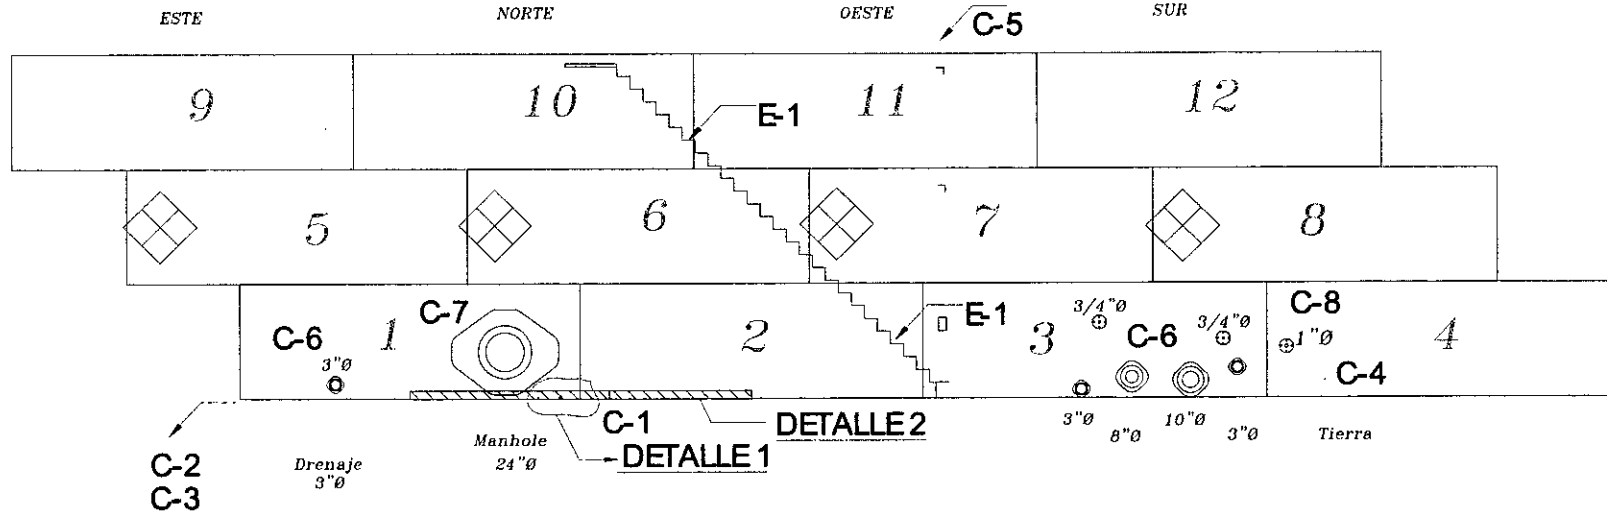 ESTE
NORTE
OESTE
SUR
C-5
9
10
11
12
E-1
5
6
7
8
C-6
3"Ø
1
C-7
2
E-1
3
3/4"Ø
C-6
3/4"Ø
C-8
1"Ø
C-4
4
C-1
DETALLE 2
DETALLE 1
3"Ø
8"Ø
10"Ø
3"Ø
Tierra
Manhole
24"Ø
Drenaje
3"Ø
C-2
C-3